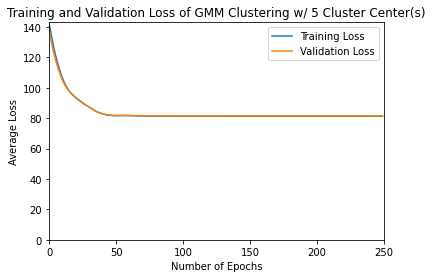 Training and Validation Loss of GMM Clustering w/ 5 Cluster Center(s)
Training Loss
Validation Loss
Average Loss
140
120
100
80
60
40
20
0
0 50 100 150 200 250
Number of Epochs